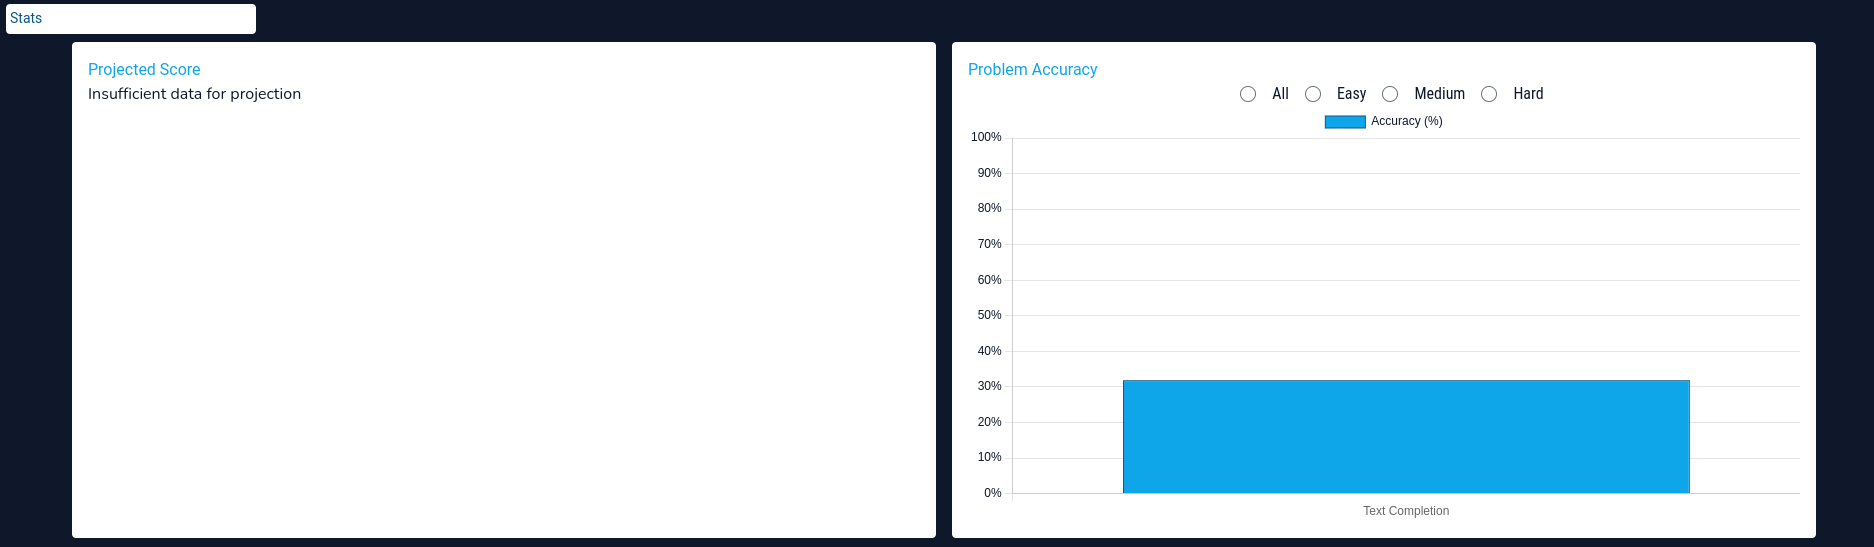 Stats
Projected Score
Insufficient data for projection
Problem Accuracy
All Easy Medium Hard
Accuracy (%)
100%
90%
80%
70%
60%
50%
40%
30%
20%
10%
0%
Text Completion